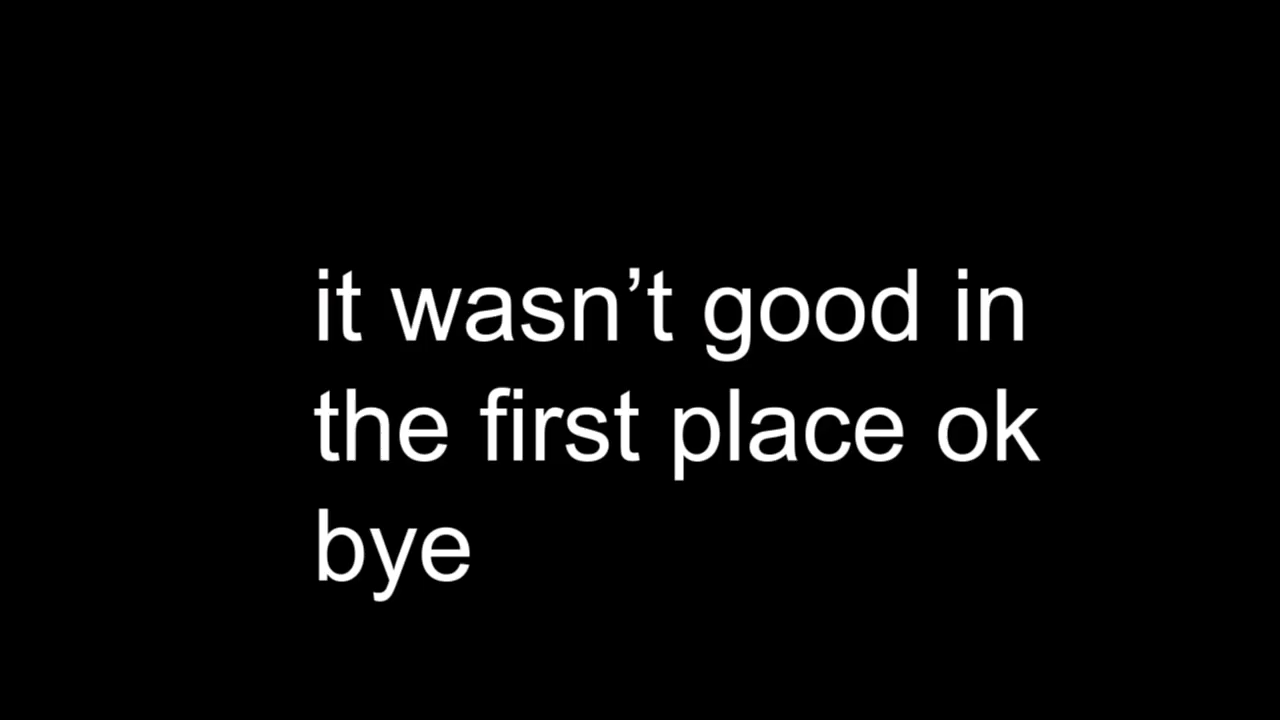 it wasn’t good in
the first place ok
bye